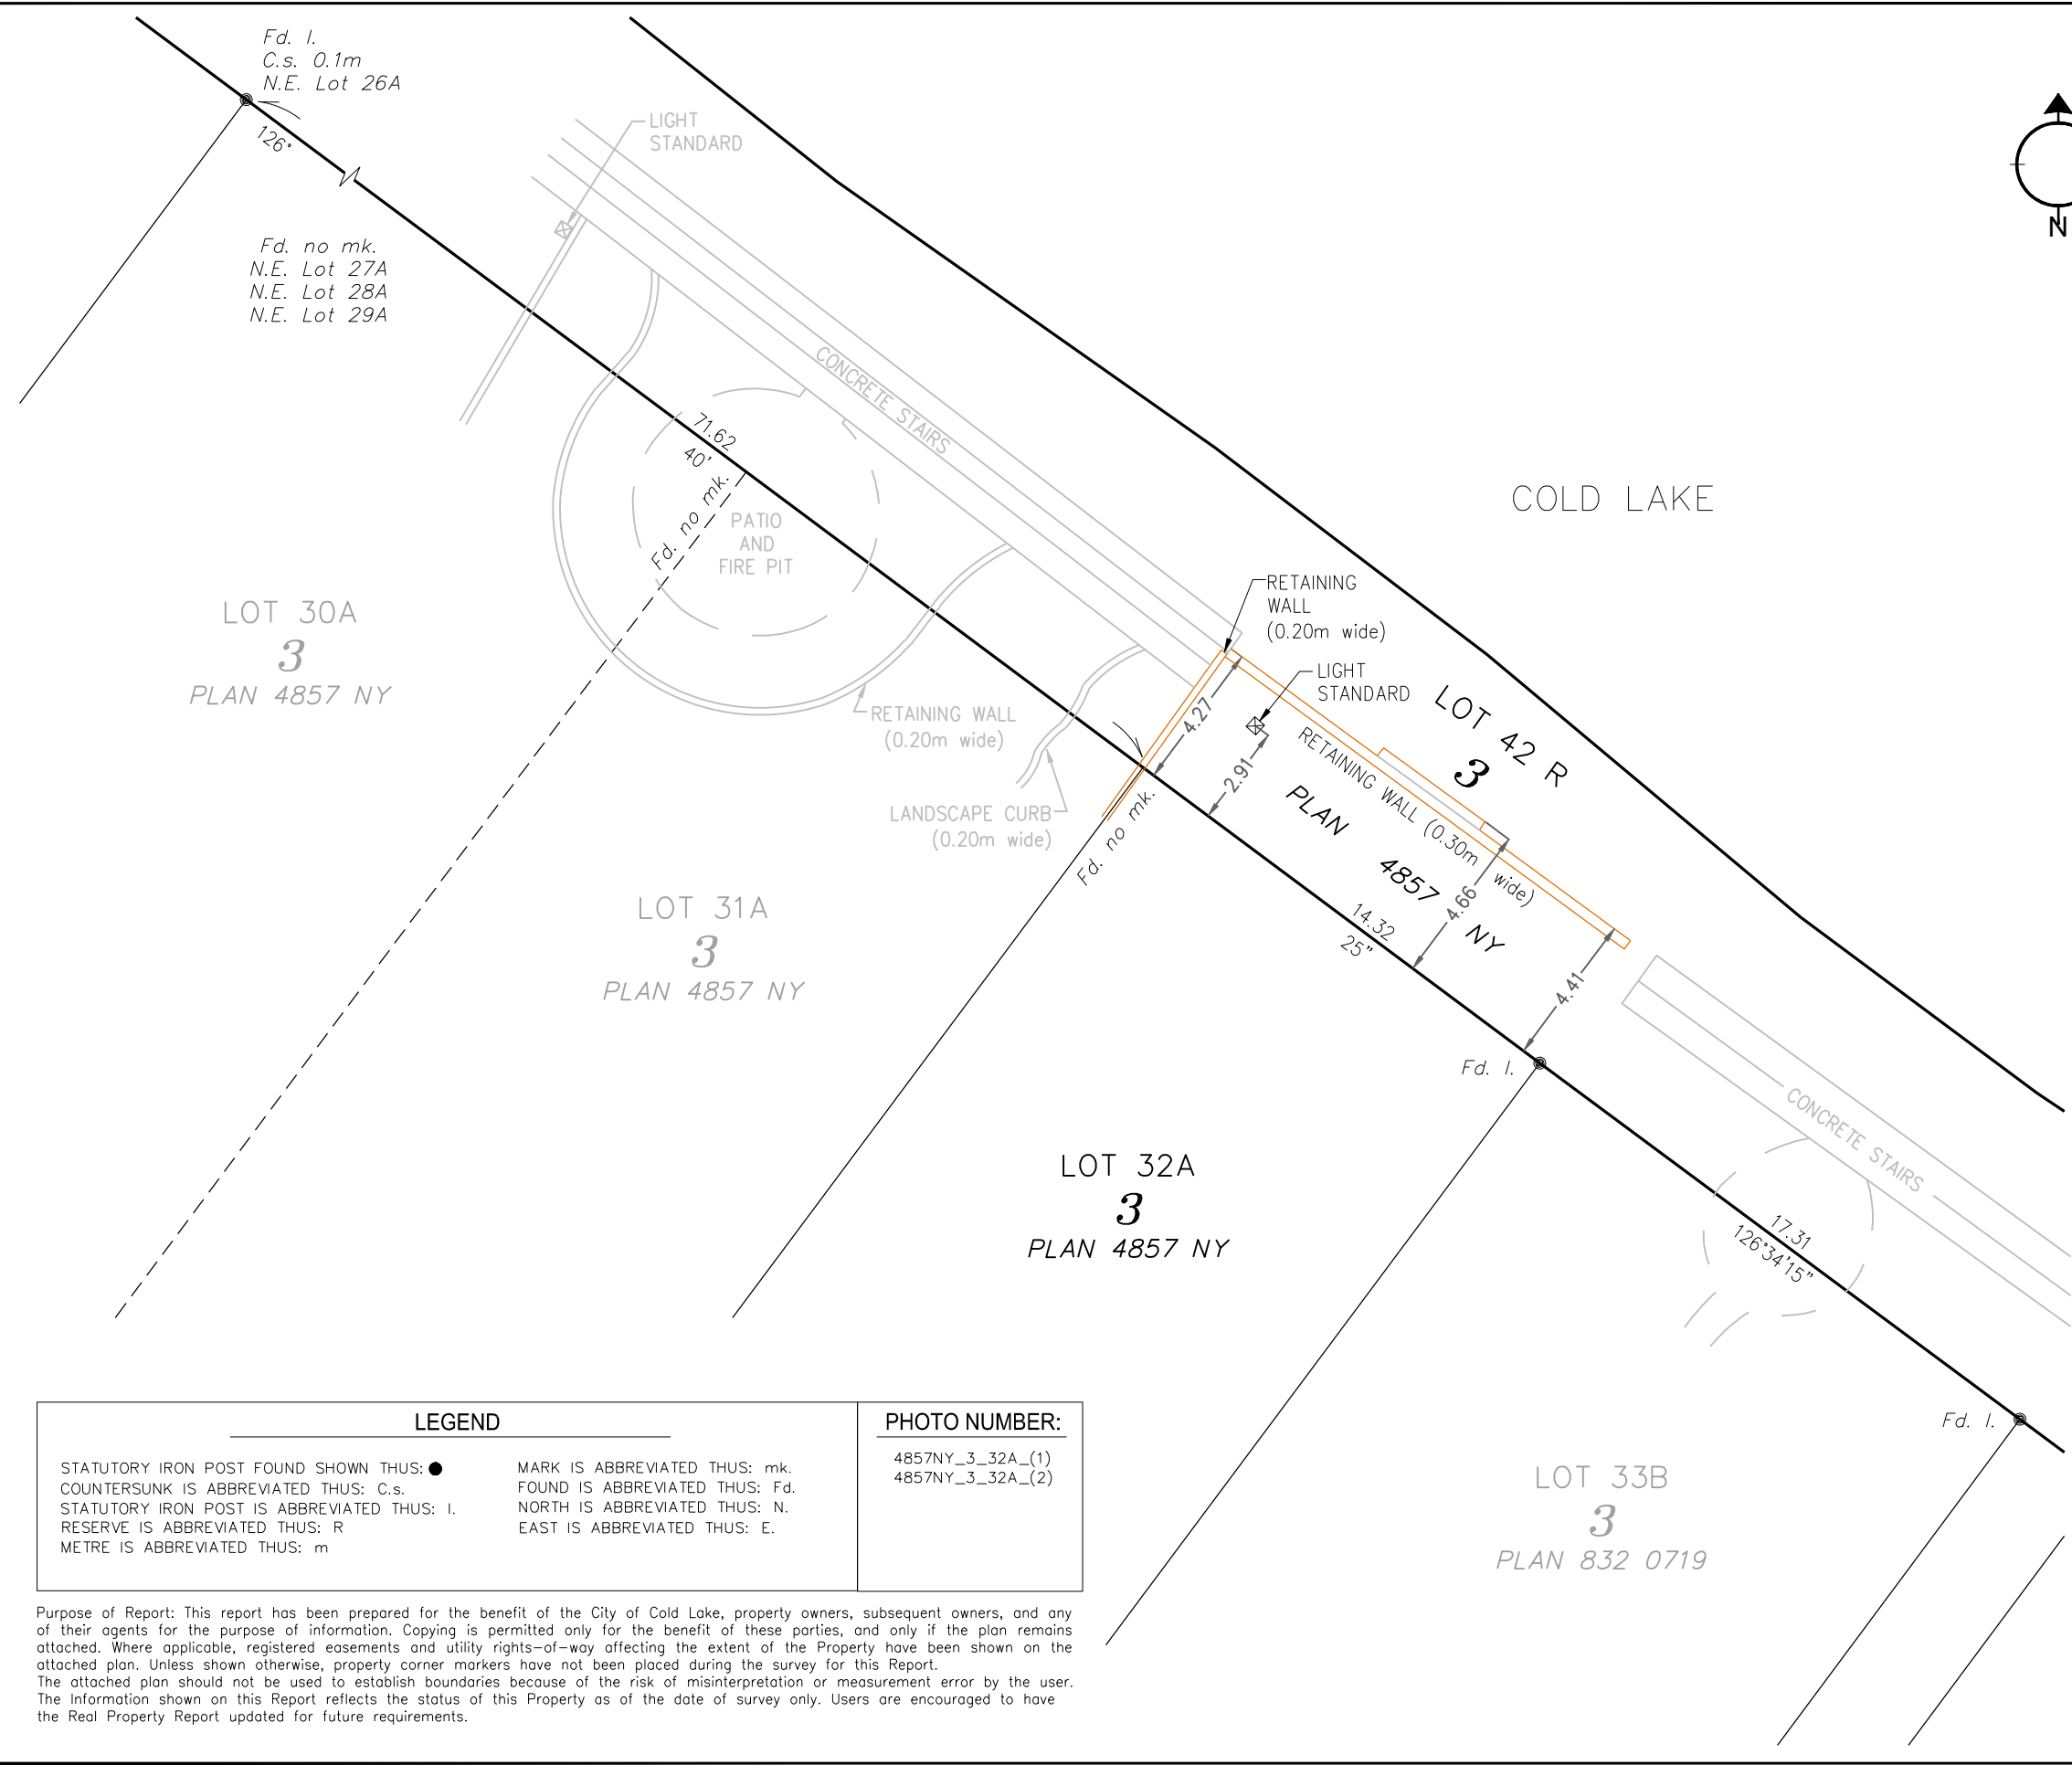 Fd. I.
C.s. 0.1m
N.E. Lot 26A
126°
Fd. no mk.
N.E. Lot 27A
N.E. Lot 28A
N.E. Lot 29A
LIGHT
STANDARD
N
CONCRETE STAIRS
71.62
40'
Fd. no mk.
PATIO
AND
FIRE PIT
COLD LAKE
LOT 30A
3
PLAN 4857 NY
RETAINING
WALL
(0.20m wide)
LIGHT
STANDARD
LOT 42 R
3
RETAINING WALL (0.30m wide)
PLAN 4857 NY
4.27
2.91
4.66
4.41
RETAINING WALL
(0.20m wide)
LANDSCAPE CURB
(0.20m wide)
Fd. no mk.
14.32
25"
LOT 31A
3
PLAN 4857 NY
Fd. I.
CONCRETE STAIRS
LOT 32A
3
PLAN 4857 NY
17.31
126°34'15"
Fd. I.
LOT 33B
3
PLAN 832 0719
LEGEND
STATUTORY IRON POST FOUND SHOWN THUS:
COUNTERSUNK IS ABBREVIATED THUS: C.s.
STATUTORY IRON POST IS ABBREVIATED THUS: I.
RESERVE IS ABBREVIATED THUS: R
METRE IS ABBREVIATED THUS: m
MARK IS ABBREVIATED THUS: mk.
FOUND IS ABBREVIATED THUS: Fd.
NORTH IS ABBREVIATED THUS: N.
EAST IS ABBREVIATED THUS: E.
PHOTO NUMBER:
4857NY_3_32A_(1)
4857NY_3_32A_(2)
Purpose of Report: This report has been prepared for the benefit of the City of Cold Lake, property owners, subsequent owners, and any
of their agents for the purpose of information. Copying is permitted only for the benefit of these parties, and only if the plan remains
attached. Where applicable, registered easements and utility rights-of-way affecting the extent of the Property have been shown on the
attached plan. Unless shown otherwise, property corner markers have not been placed during the survey for this Report.
The attached plan should not be used to establish boundaries because of the risk of misinterpretation or measurement error by the user.
The Information shown on this Report reflects the status of this Property as of the date of survey only. Users are encouraged to have
the Real Property Report updated for future requirements.